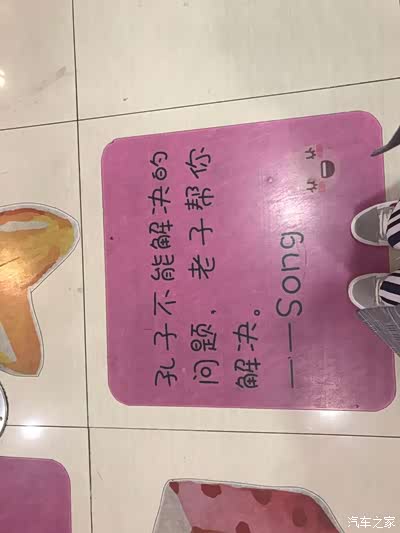 孔子不能解决的
问题，老子帮你
解决。
——Song
汽车之家